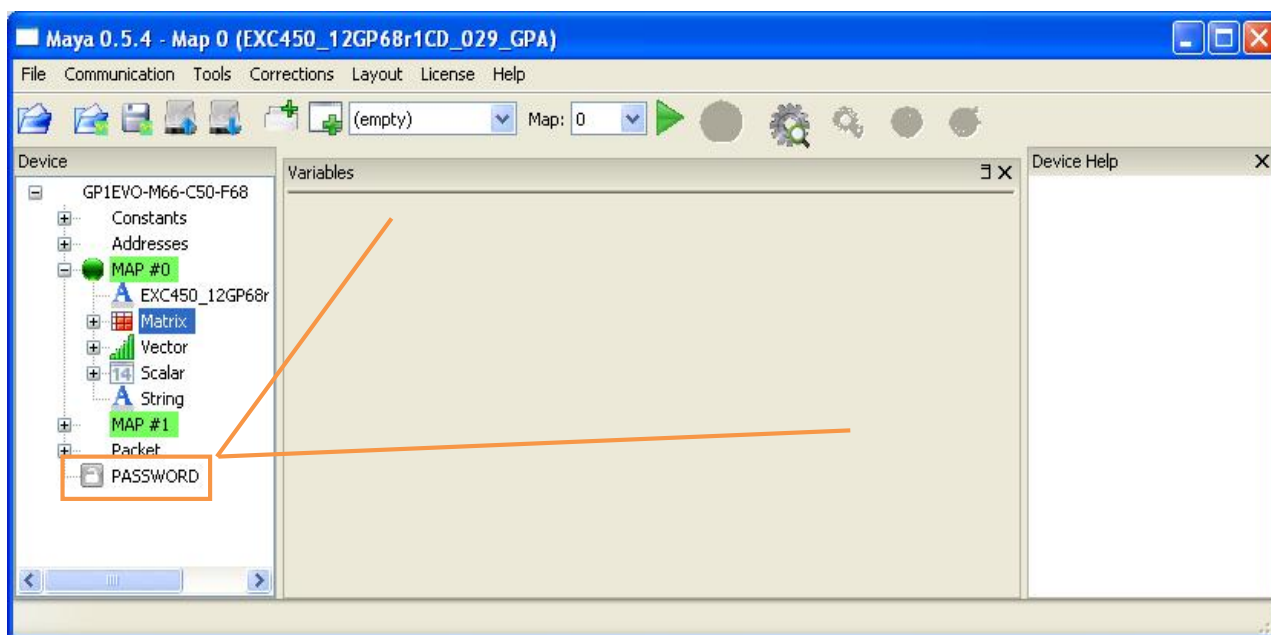 Maya 0.5.4 - Map 0 (EXC450_12GP68r1CD_029_GPA)
File Communication Tools Corrections Layout License Help
(empty) Map: 0
Device
GP1EVO-M66-C50-F68
Constants
Addresses
MAP #0
EXC450_12GP68r
Matrix
Vector
14 Scalar
A String
MAP #1
Packet
PASSWORD
Variables
Device Help